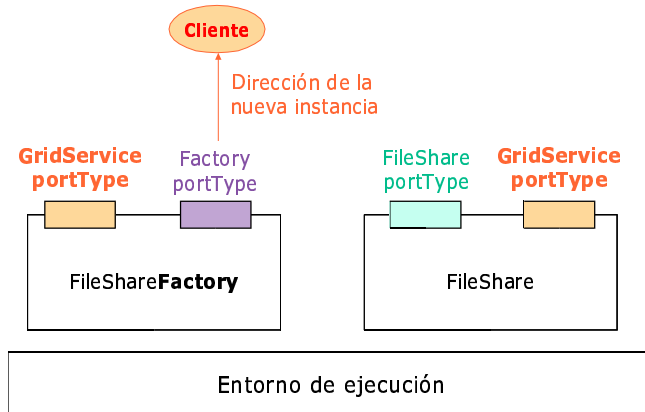 Cliente
Dirección de la
nueva instancia
GridService
portType
Factory
portType
FileShare
portType
GridService
portType
FileShareFactory
FileShare
Entorno de ejecución